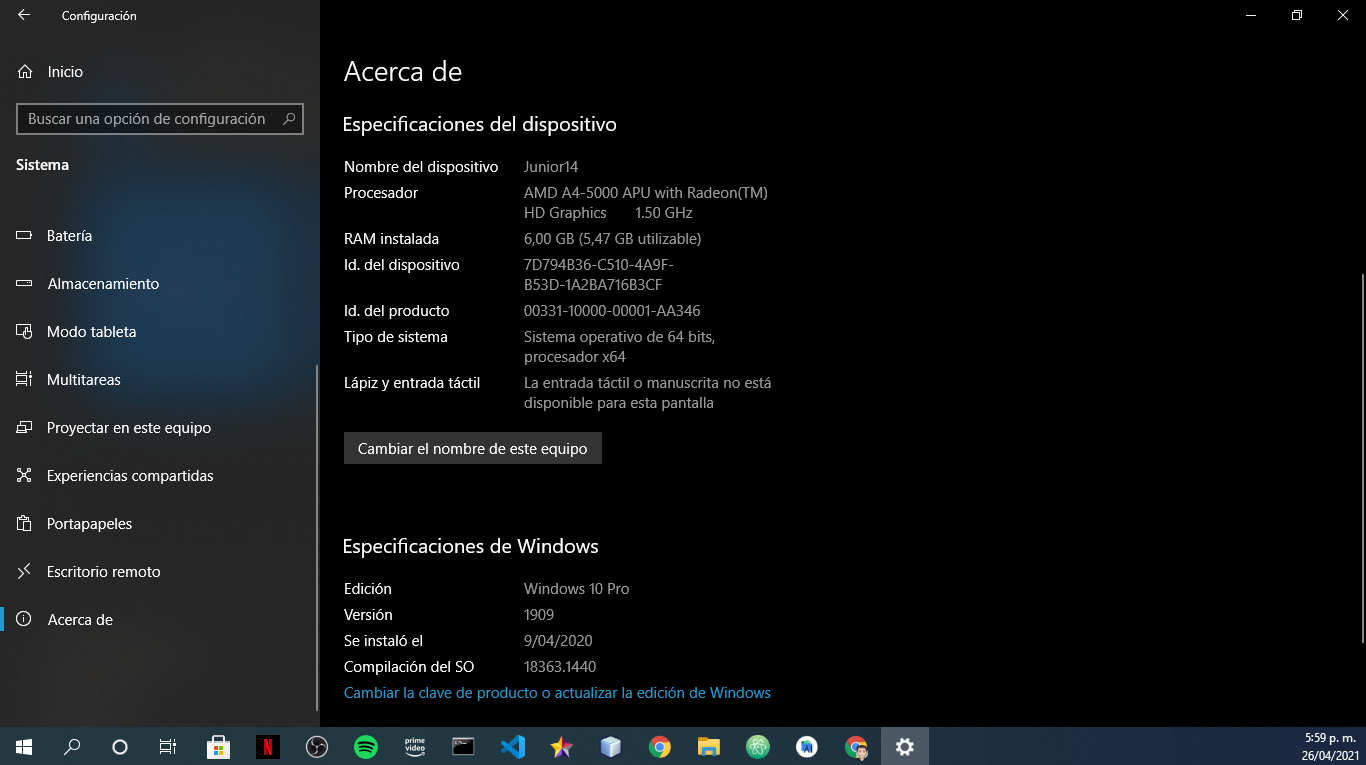 Configuración
Inicio
Buscar una opción de configuración
Sistema
Batería
Almacenamiento
Modo tableta
Multitareas
Proyectar en este equipo
Experiencias compartidas
Portapapeles
Escritorio remoto
Acerca de
Acerca de
Especificaciones del dispositivo
Nombre del dispositivo Junior14
Procesador AMD A4-5000 APU with Radeon(TM)
HD Graphics 1.50 GHz
RAM instalada 6,00 GB (5,47 GB utilizable)
Id. del dispositivo 7D794B36-C510-4A9F-
B53D-1A2BA716B3CF
Id. del producto 00331-10000-00001-AA346
Tipo de sistema Sistema operativo de 64 bits,
procesador x64
Lápiz y entrada táctil La entrada táctil o manuscrita no está
disponible para esta pantalla
Cambiar el nombre de este equipo
Especificaciones de Windows
Edición Windows 10 Pro
Versión 1909
Se instaló el 9/04/2020
Compilación del SO 18363.1440
Cambiar la clave de producto o actualizar la edición de Windows
N
prime
video
5:59 p. m.
26/04/2021